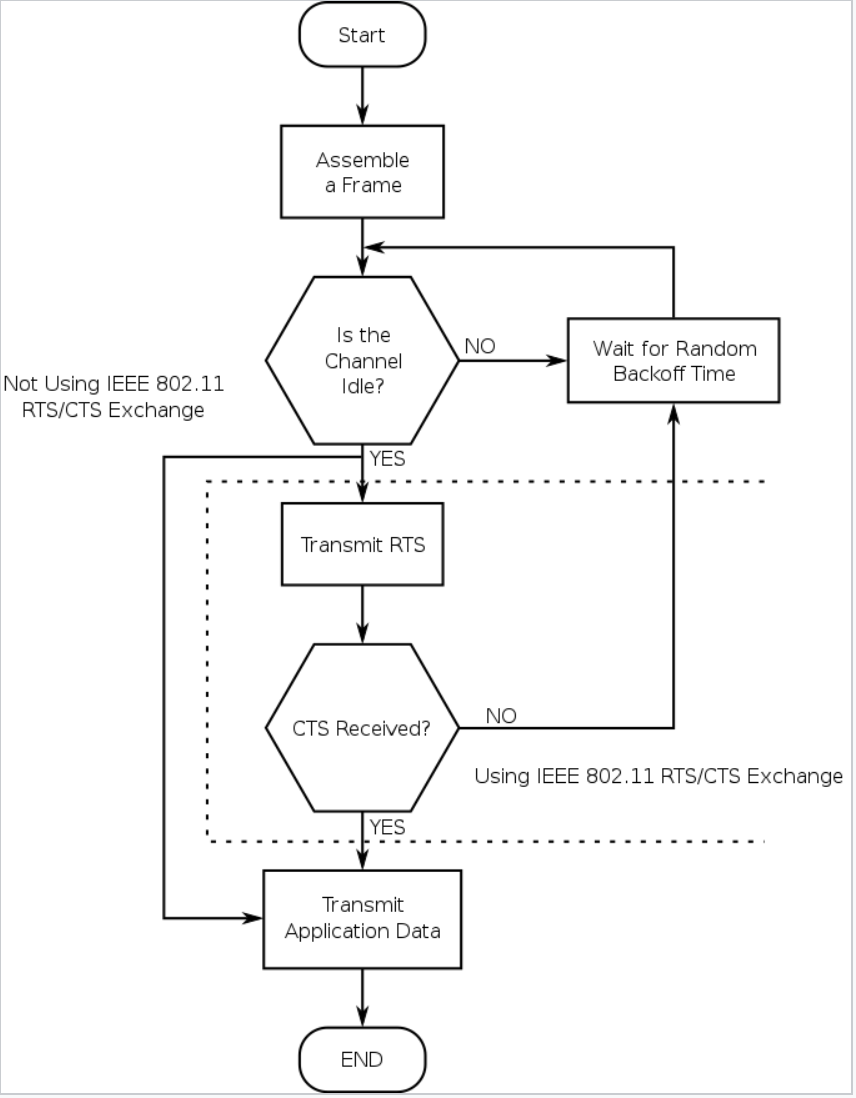 Start
Assemble
a Frame
Is the
Channel
Idle?
NO
Wait for Random
Backoff Time
Not Using IEEE 802.11
RTS/CTS Exchange
YES
Transmit RTS
CTS Received?
NO
Using IEEE 802.11 RTS/CTS Exchange
YES
Transmit
Application Data
END